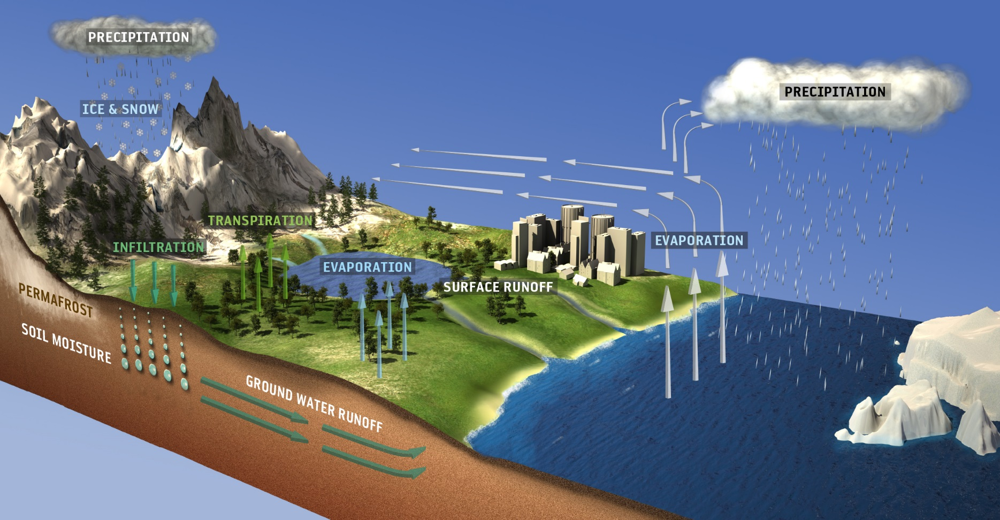 PRECIPITATION
PRECIPITATION
ICE & SNOW
TRANSPIRATION
INFILTRATION
EVAPORATION
EVAPORATION
SURFACE RUNOFF
PERMAFROST
SOIL MOISTURE
GROUND WATER RUNOFF